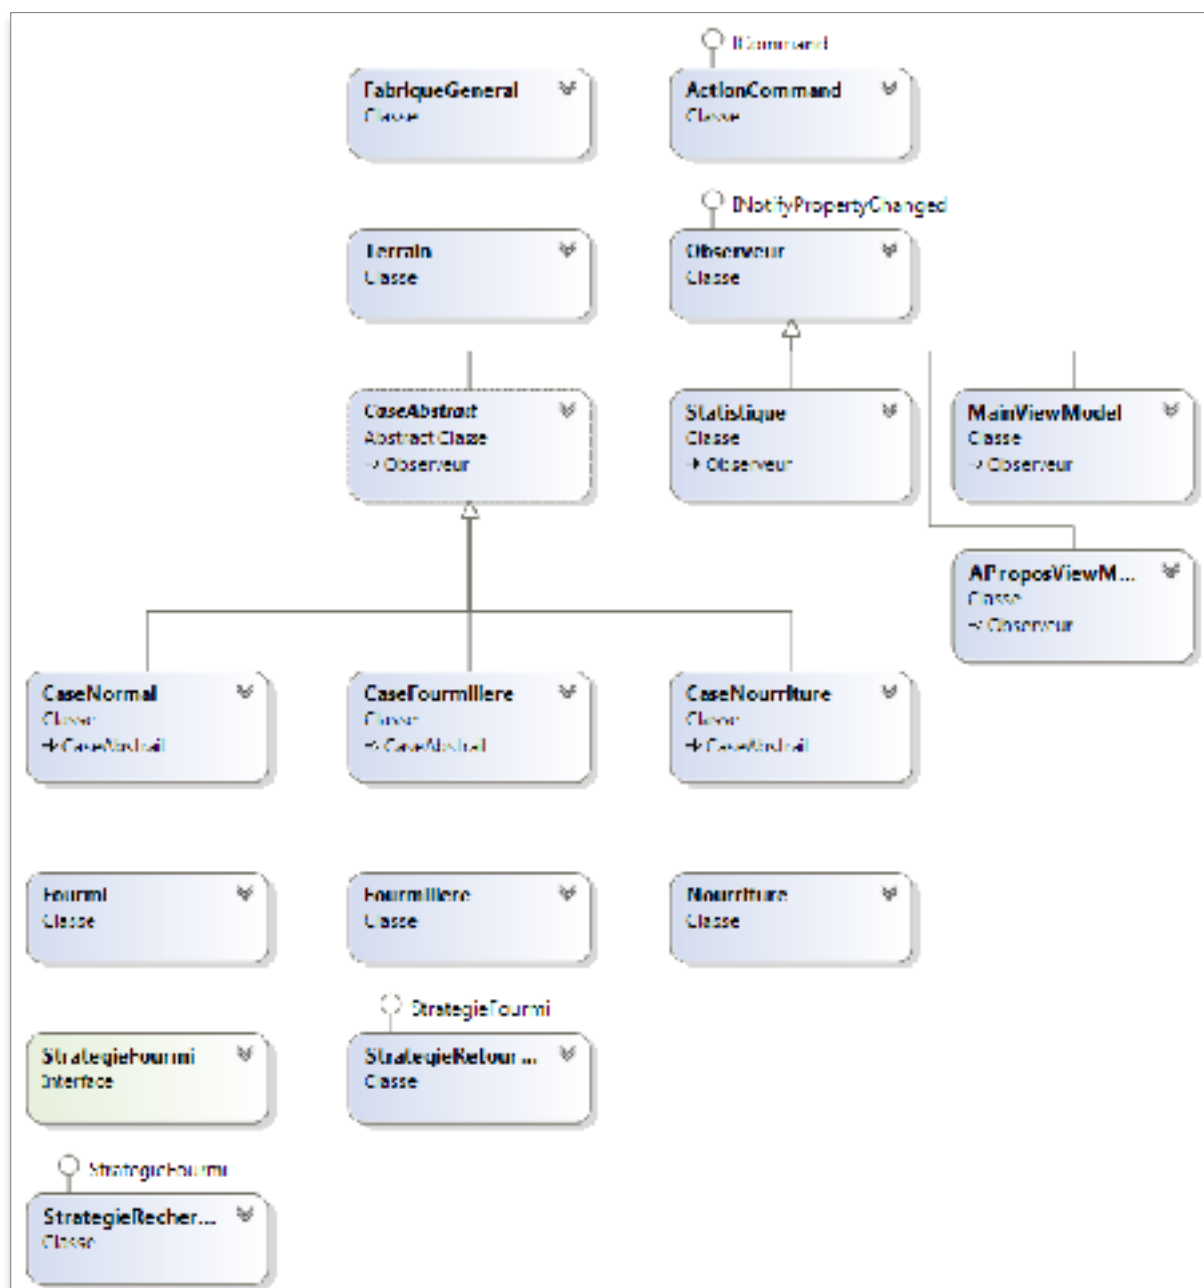 ICommand
FabriqueGeneral
Classe
ActionCommand
Classe
INotifyPropertyChanged
Terrain
Classe
Observeur
Classe
CaseAbstrait
Abstract Classe
→ Observeur
Statistique
Classe
→ Observeur
MainViewModel
Classe
→ Observeur
AProposViewM...
Classe
→ Observeur
CaseNormal
Classe
→ CaseAbstrait
CaseFourmiliere
Classe
→ CaseAbstrait
CaseNourriture
Classe
→ CaseAbstrait
Fourmi
Classe
Fourmiliere
Classe
Nourriture
Classe
StrategieFourmi
StrategieFourmi
Interface
StrategieRetour...
Classe
StrategieFourmi
StrategieRecher...
Classe